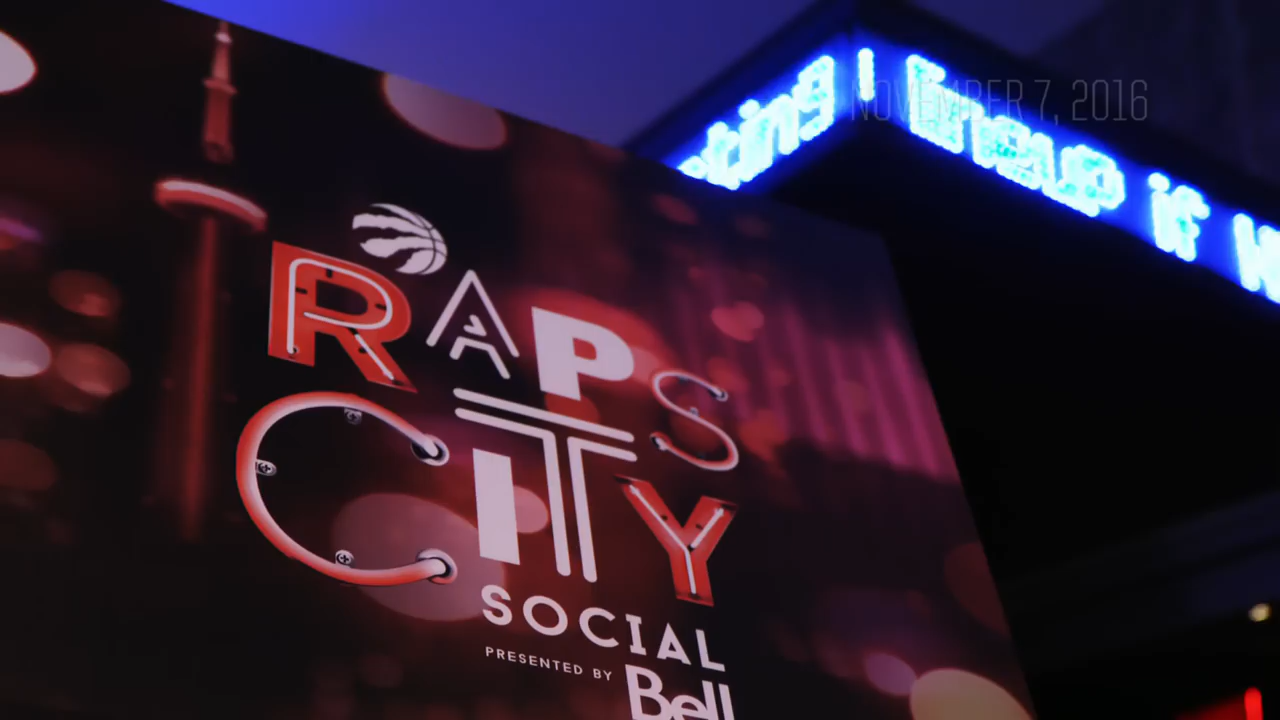 NOVEMBER 7, 2016
RAPS
CITY
SOCIAL
PRESENTED BY
Bell